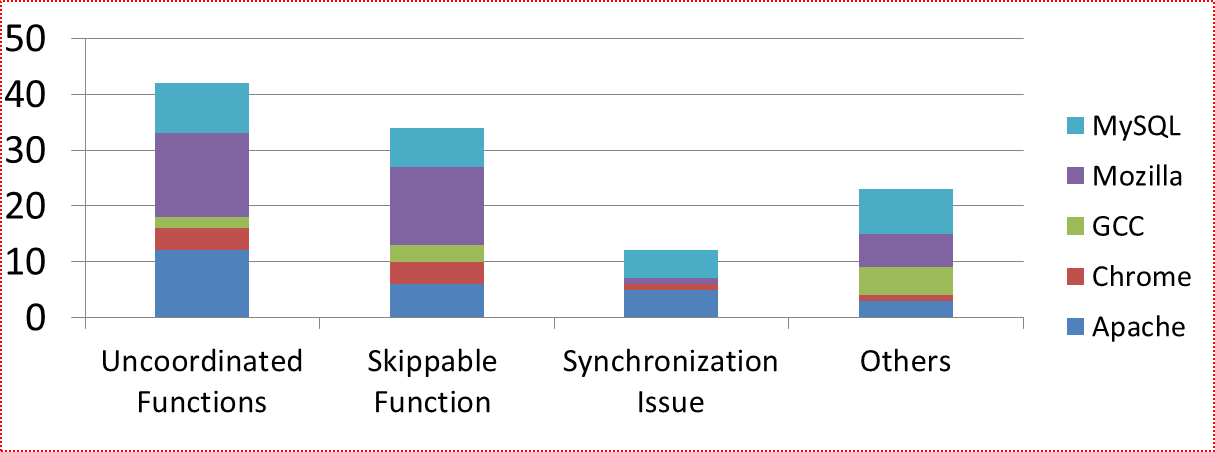 50
40
30
20
10
0
Uncoordinated
Functions
Skippable
Function
Synchronization
Issue
Others
MySQL
Mozilla
GCC
Chrome
Apache